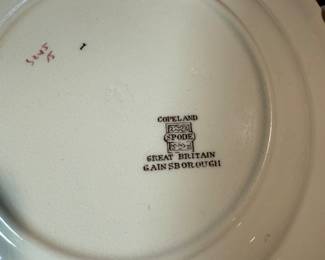 COPELAND
SPODE
GREAT BRITAIN
GAINSBOROUGH